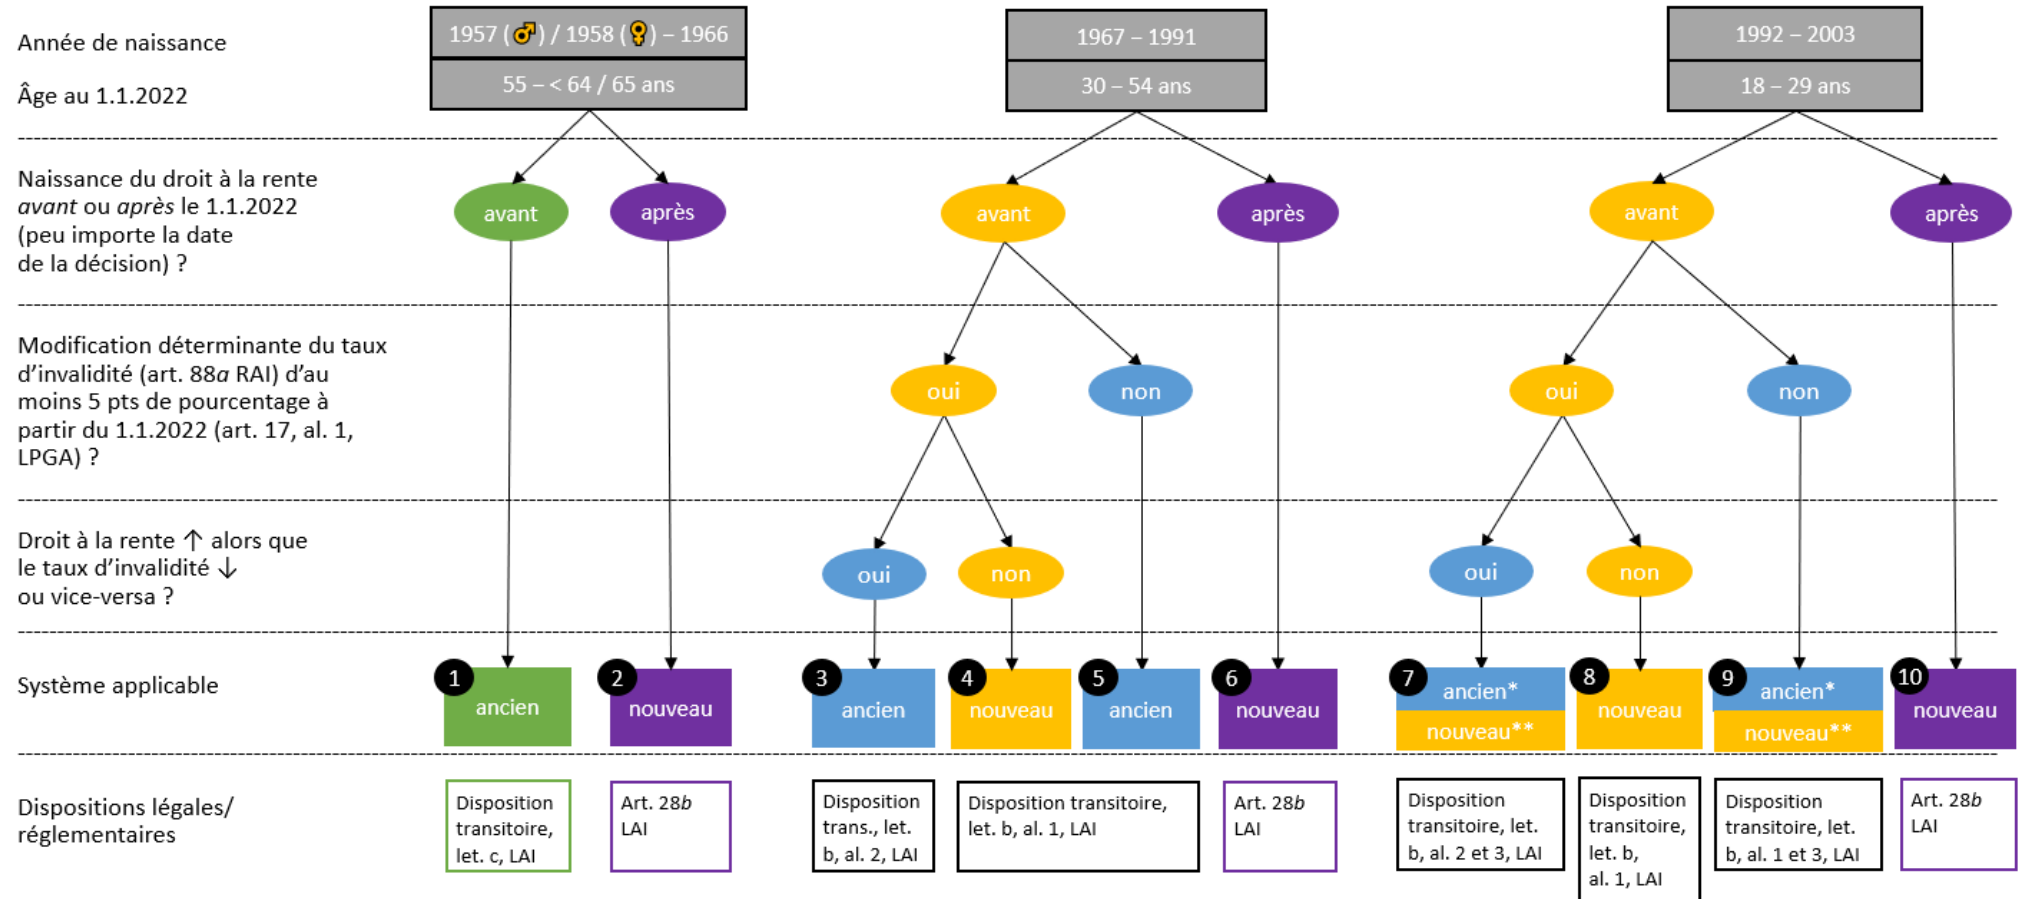 Année de naissance
Âge au 1.1.2022
1957 (♂) / 1958 (♀) – 1966
55 – < 64 / 65 ans
1967 – 1991
30 – 54 ans
1992 – 2003
18 – 29 ans
Naissance du droit à la rente
avant ou après le 1.1.2022
(peu importe la date
de la décision) ?
avant
après
avant
après
avant
après
Modification déterminante du taux
d’invalidité (art. 88a RAI) d’au
moins 5 pts de pourcentage à
partir du 1.1.2022 (art. 17, al. 1,
LPGA) ?
oui
non
oui
non
Droit à la rente ↑ alors que
le taux d’invalidité ↓
ou vice-versa ?
oui
non
oui
non
Système applicable
1
ancien
2
nouveau
3
ancien
4
nouveau
5
ancien
6
nouveau
7
ancien*
nouveau**
8
nouveau
9
ancien*
nouveau**
10
nouveau
Dispositions légales/
réglementaires
Disposition
transitoire,
let. c, LAI
Art. 28b
LAI
Disposition
trans., let.
b, al. 2, LAI
Disposition transitoire,
let. b, al. 1, LAI
Art. 28b
LAI
Disposition
transitoire, let.
b, al. 2 et 3, LAI
Disposition
transitoire,
let. b,
al. 1, LAI
Disposition
transitoire, let.
b, al. 1 et 3, LAI
Art. 28b
LAI